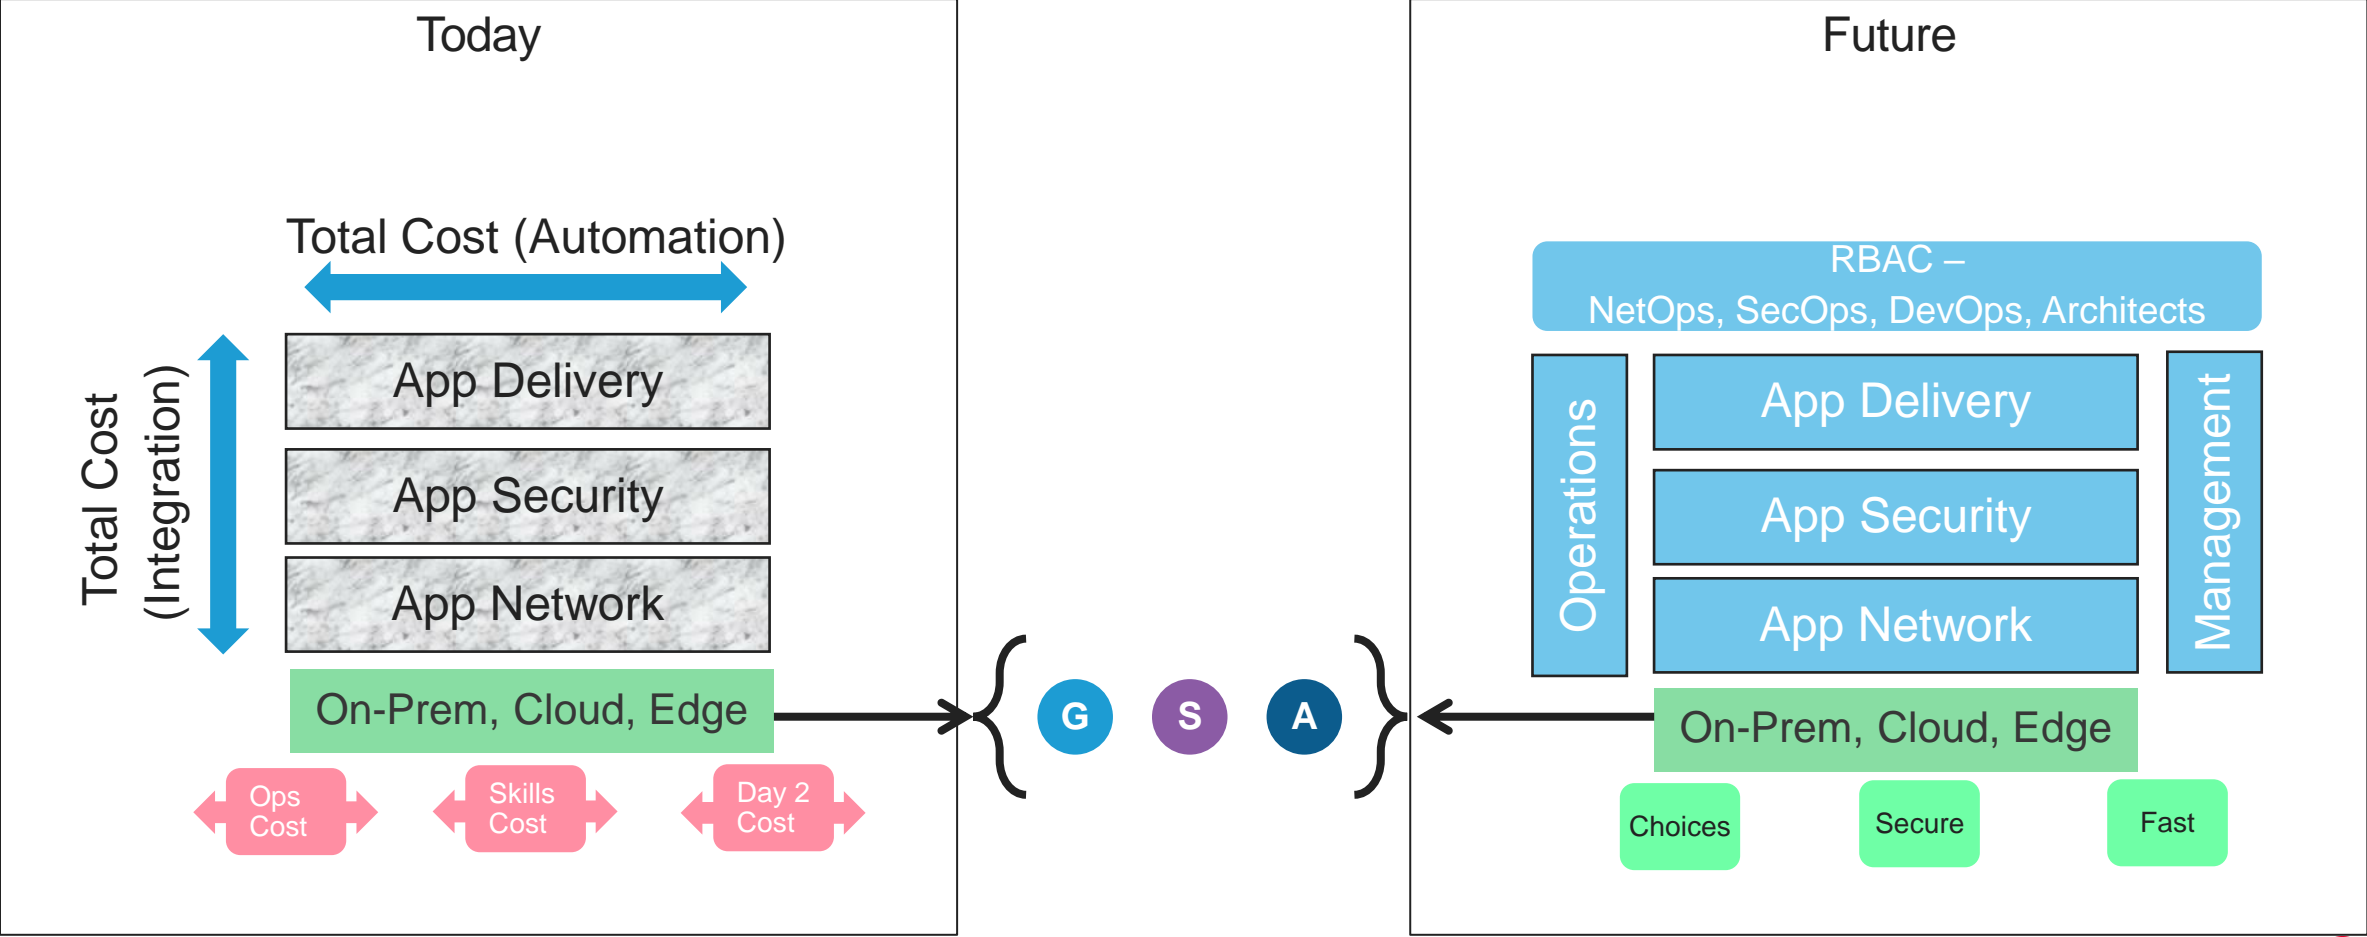 Today
Total Cost (Automation)
Total Cost
(Integration)
App Delivery
App Security
App Network
On-Prem, Cloud, Edge
Ops
Cost
Skills
Cost
Day 2
Cost
G
S
A
Future
RBAC –
NetOps, SecOps, DevOps, Architects
Operations
App Delivery
App Security
App Network
Management
On-Prem, Cloud, Edge
Choices
Secure
Fast